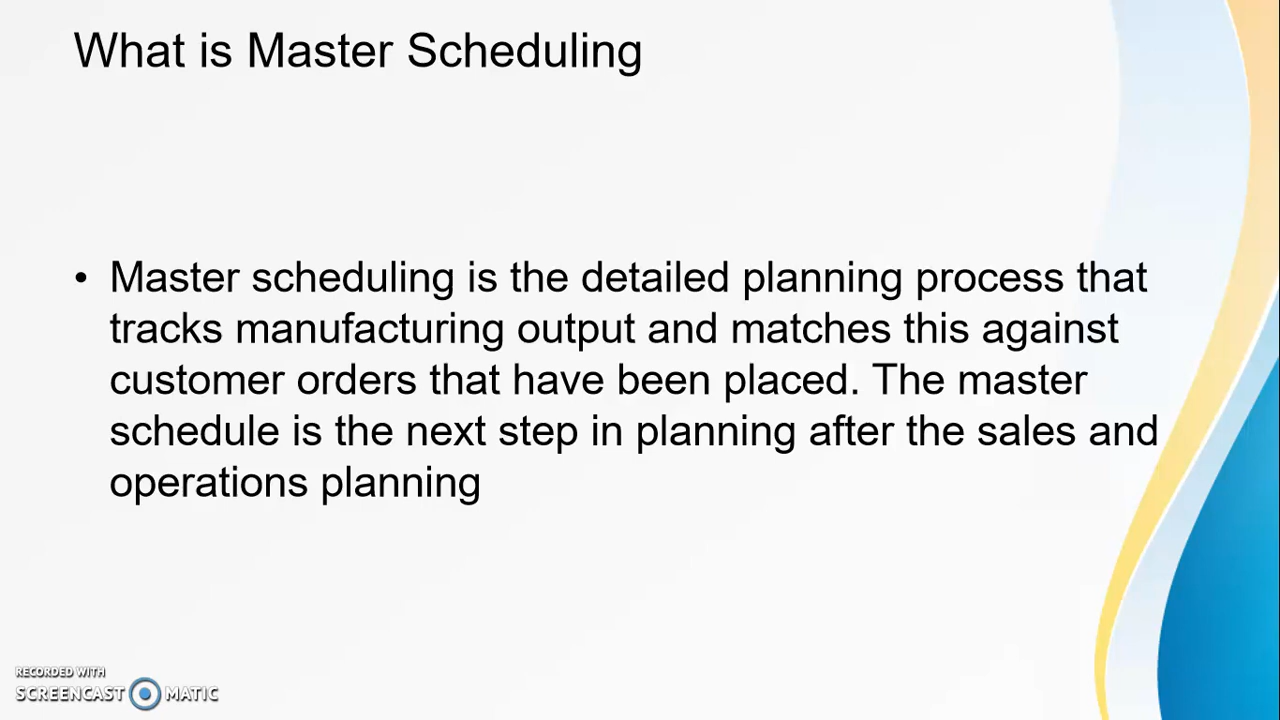 What is Master Scheduling
• Master scheduling is the detailed planning process that
tracks manufacturing output and matches this against
customer orders that have been placed. The master
schedule is the next step in planning after the sales and
operations planning
RECORDED WITH
SCREENCAST MATIC